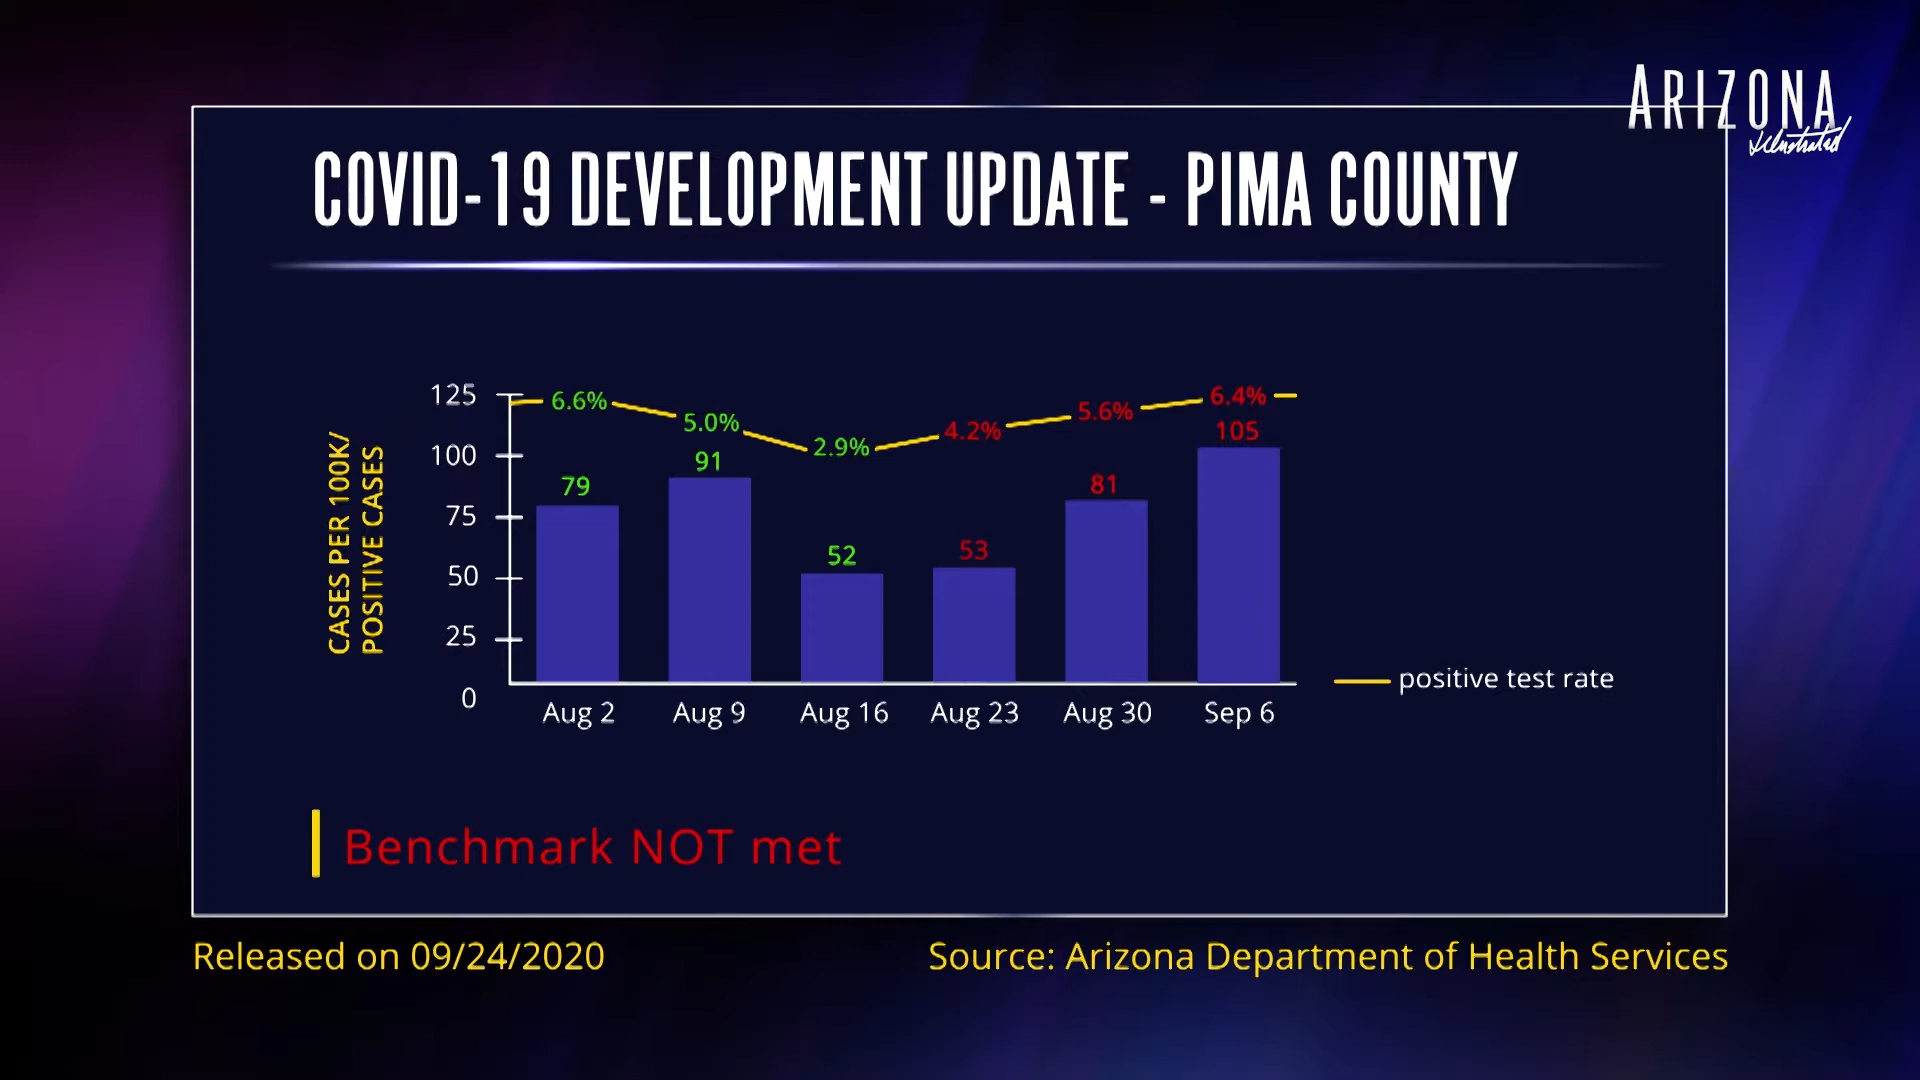 ARIZONA
Illustrated
COVID-19 DEVELOPMENT UPDATE - PIMA COUNTY
CASES PER 100K/
POSITIVE CASES
125
100
75
50
25
0
6.6%
5.0%
2.9%
4.2%
5.6%
6.4%
79
91
52
53
81
105
Aug 2
Aug 9
Aug 16
Aug 23
Aug 30
Sep 6
positive test rate
Benchmark NOT met
Released on 09/24/2020
Source: Arizona Department of Health Services